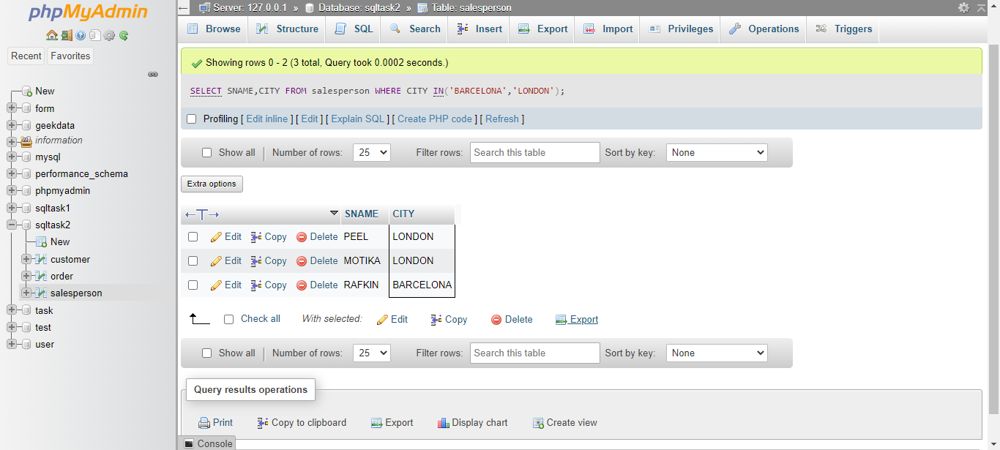 phpMyAdmin
Recent Favorites
New
form
geekdata
information
mysql
performance_schema
phpmyadmin
sqltask1
sqltask2
New
customer
order
salesperson
task
test
user
Server: 127.0.0.1 » Database: sqltask2 » Table: salesperson
Browse Structure SQL Search Insert Export Import Privileges Operations Triggers
Showing rows 0 - 2 (3 total, Query took 0.0002 seconds.)
SELECT SNAME,CITY FROM salesperson WHERE CITY IN('BARCELONA','LONDON');
Profiling [ Edit inline ] [ Edit ] [ Explain SQL ] [ Create PHP code ] [ Refresh ]
Show all | Number of rows: 25 Filter rows: Search this table Sort by key: None
Extra options
←T→ SNAME CITY
Edit Copy Delete PEEL LONDON
Edit Copy Delete MOTIKA LONDON
Edit Copy Delete RAFKIN BARCELONA
Check all With selected: Edit Copy Delete Export
Show all | Number of rows: 25 Filter rows: Search this table Sort by key: None
Query results operations
Print Copy to clipboard Export Display chart Create view
Console